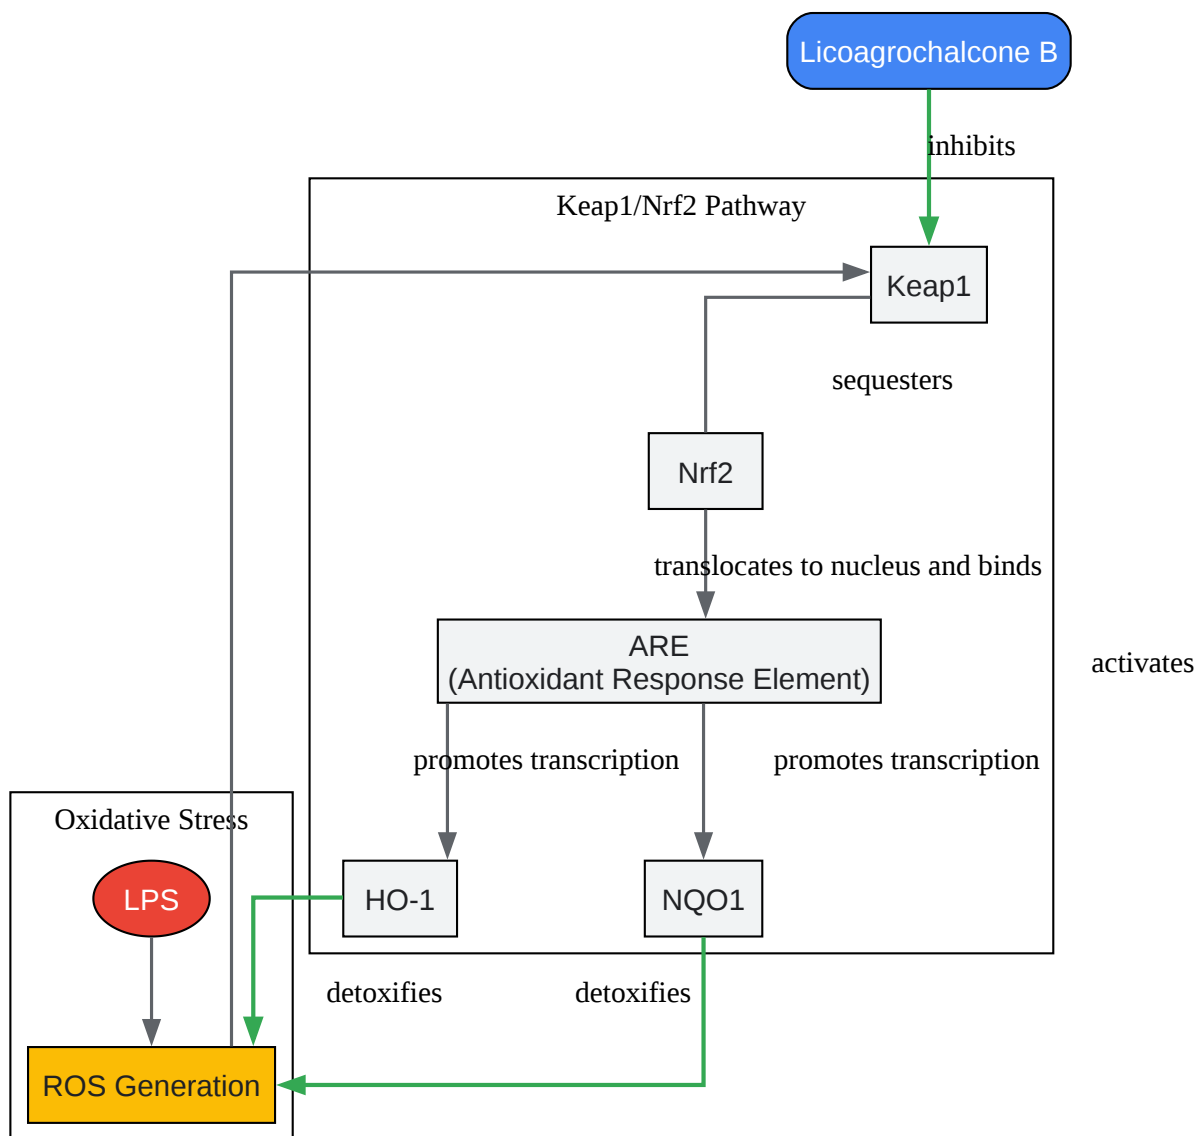 Licoagrochalcone B
inhibits
Keap1/Nrf2 Pathway
Keap1
sequesters
Nrf2
translocates to nucleus and binds
ARE
(Antioxidant Response Element)
activates
promotes transcription
promotes transcription
Oxidative Stress
LPS
HO-1
NQO1
detoxifies
detoxifies
ROS Generation